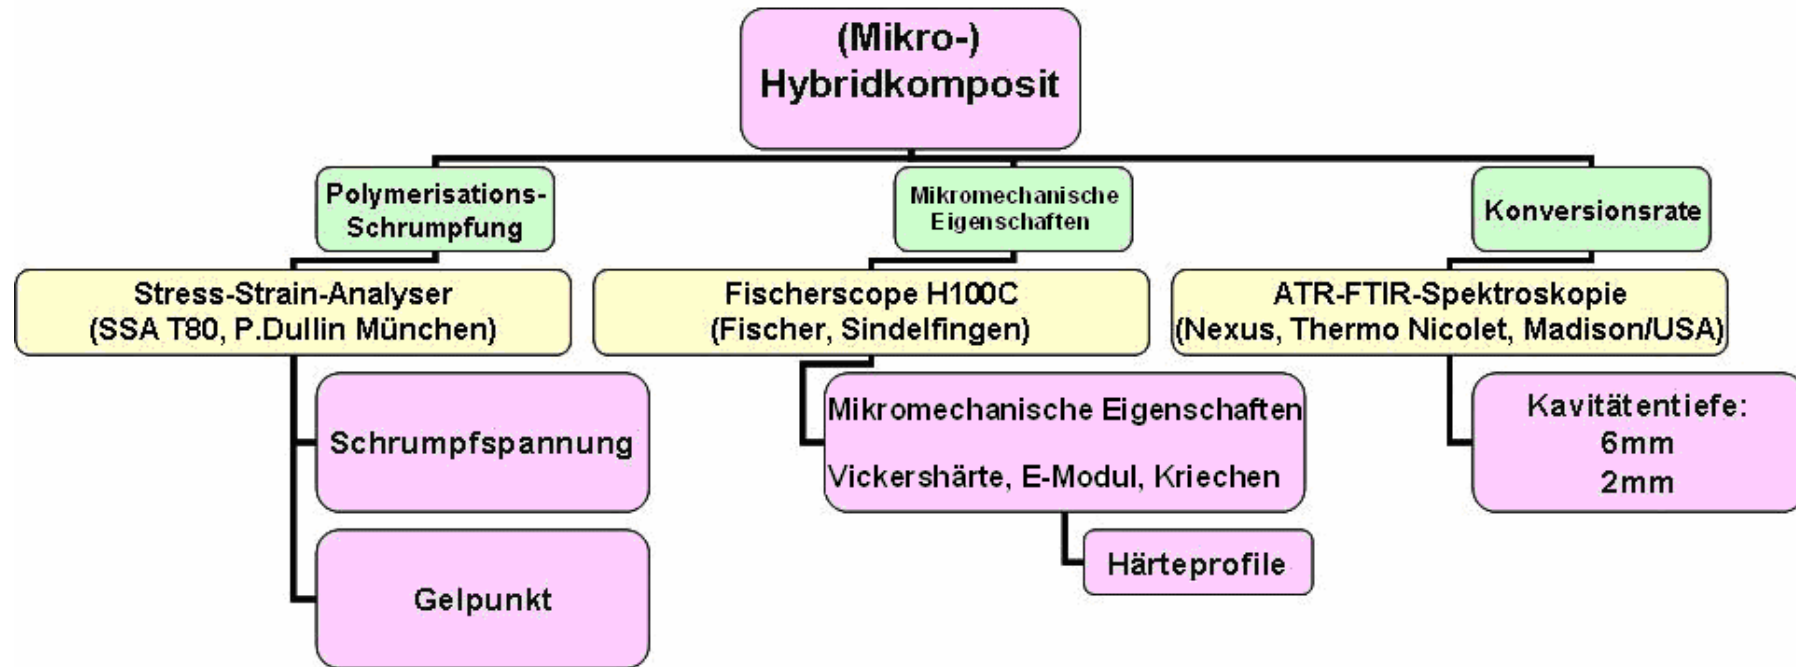 (Mikro-)
Hybridkomposit
Polymerisations-
Schrumpfung
Mikromechanische
Eigenschaften
Konversionsrate
Stress-Strain-Analyser
(SSA T80, P.Dullin München)
Fischerscope H100C
(Fischer, Sindelfingen)
ATR-FTIR-Spektroskopie
(Nexus, Thermo Nicolet, Madison/USA)
Schrumpfspannung
Gelpunkt
Mikromechanische Eigenschaften
Vickershärte, E-Modul, Kriechen
Härteprofile
Kavitätentiefe:
6mm
2mm